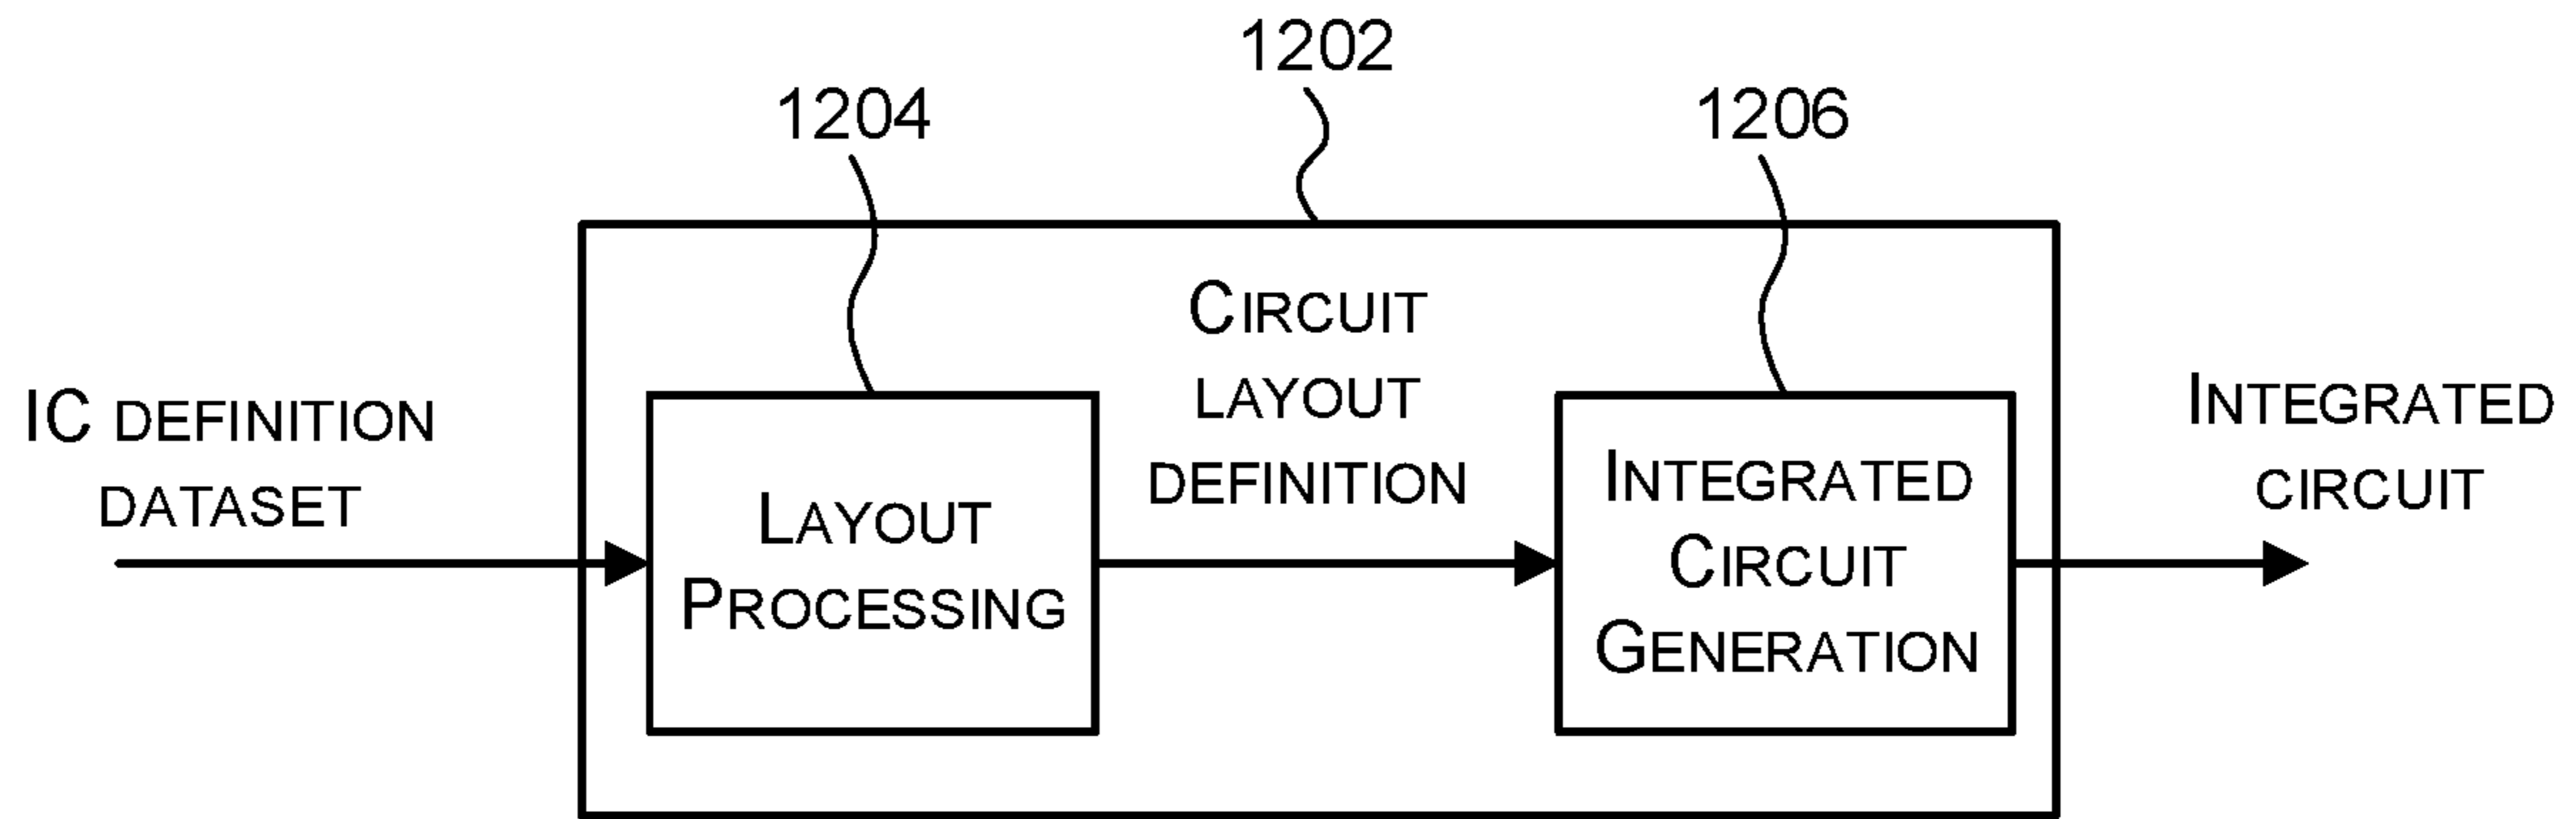 1202
1204
1206
IC DEFINITION
DATASET
LAYOUT
PROCESSING
CIRCUIT
LAYOUT
DEFINITION
INTEGRATED
CIRCUIT
GENERATION
INTEGRATED
CIRCUIT